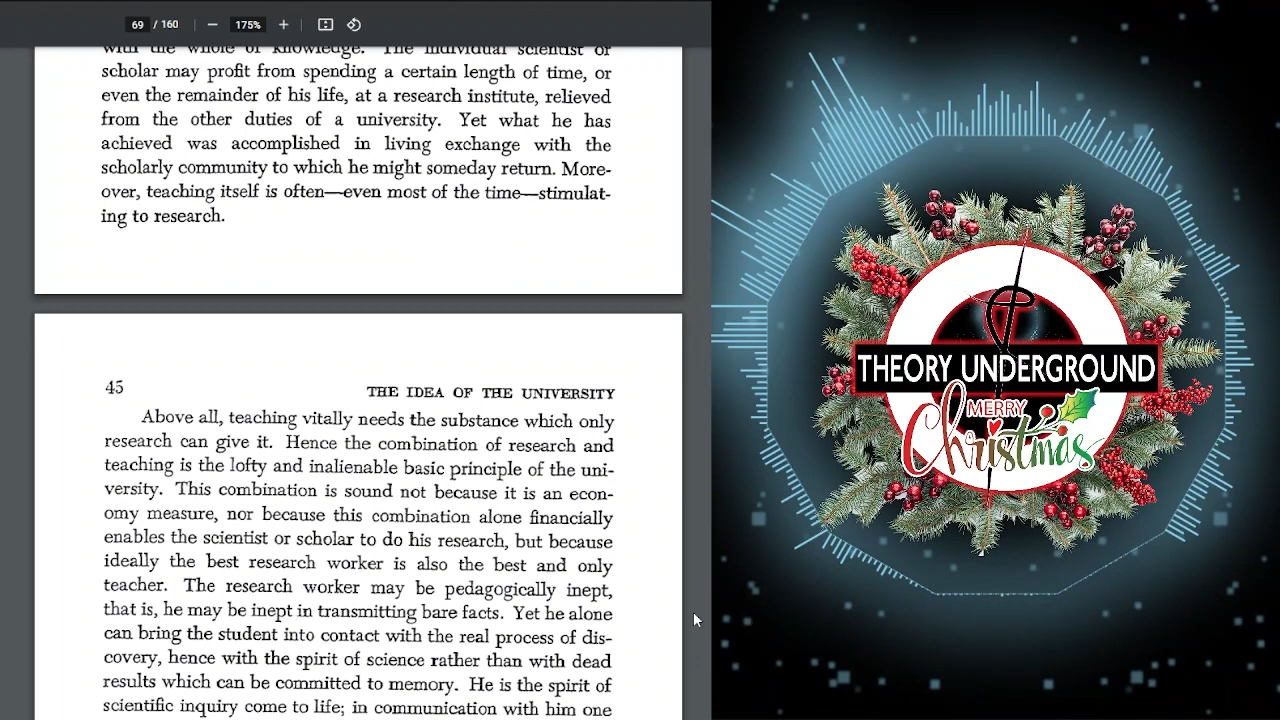 69 / 160
175%
with the whole of knowledge. The individual scientist or
scholar may profit from spending a certain length of time, or
even the remainder of his life, at a research institute, relieved
from the other duties of a university. Yet what he has
achieved was accomplished in living exchange with the
scholarly community to which he might someday return. More-
over, teaching itself is often—even most of the time—stimulat-
ing to research.
45
THE IDEA OF THE UNIVERSITY
Above all, teaching vitally needs the substance which only
research can give it. Hence the combination of research and
teaching is the lofty and inalienable basic principle of the uni-
versity. This combination is sound not because it is an econ-
omy measure, nor because this combination alone financially
enables the scientist or scholar to do his research, but because
ideally the best research worker is also the best and only
teacher. The research worker may be pedagogically inept,
that is, he may be inept in transmitting bare facts. Yet he alone
can bring the student into contact with the real process of dis-
covery, hence with the spirit of science rather than with dead
results which can be committed to memory. He is the spirit of
scientific inquiry come to life; in communication with him one
THEORY UNDERGROUND
MERRY
Christmas